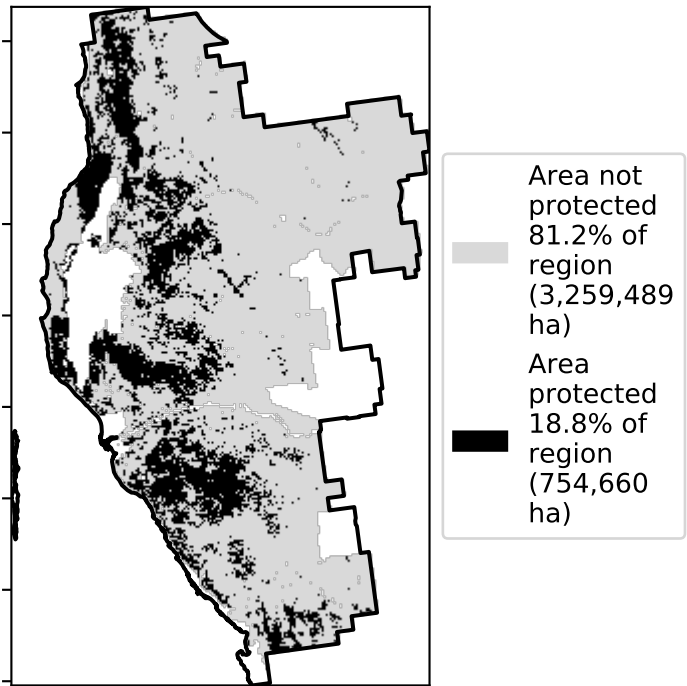 Area not
protected
81.2% of
region
(3,259,489
ha)
Area
protected
18.8% of
region
(754,660
ha)